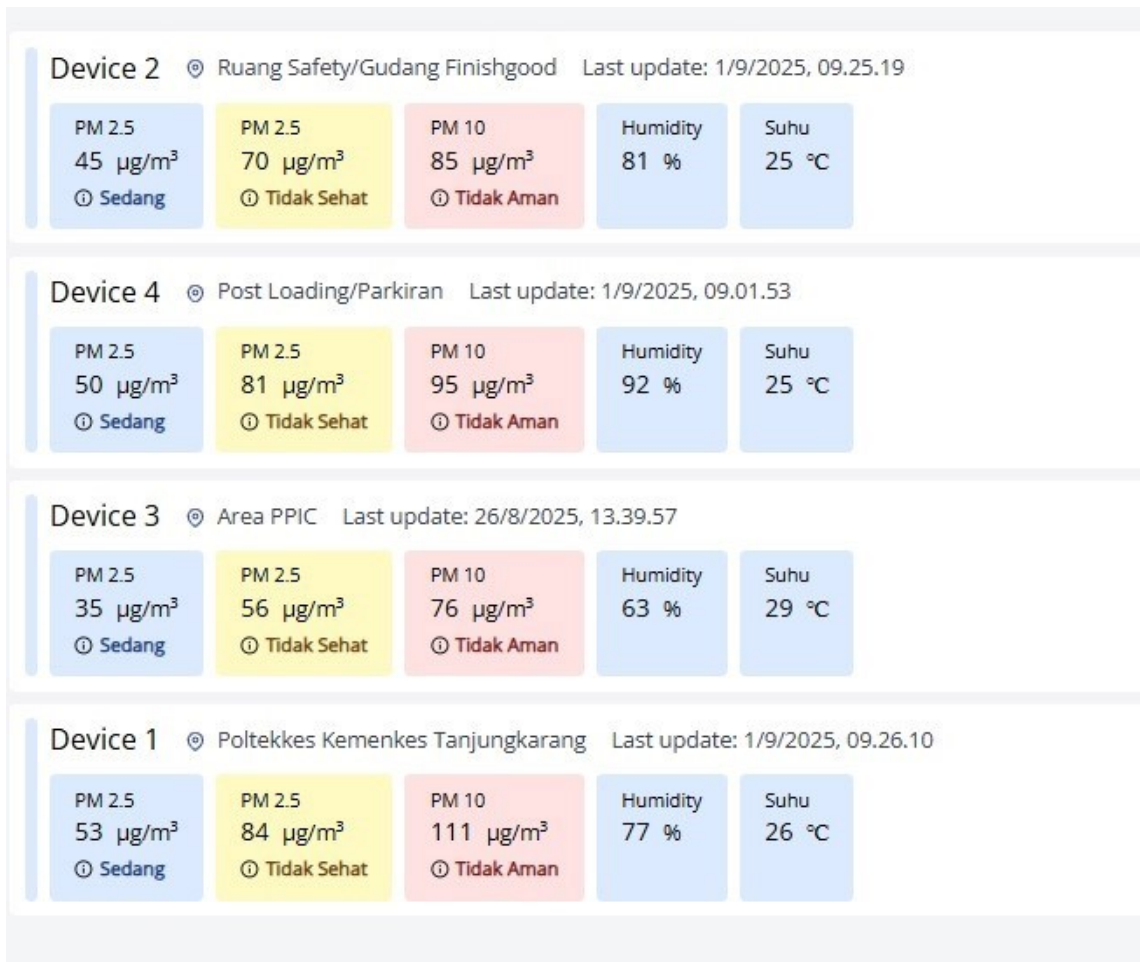 Device 2 Ruang Safety/Gudang Finishgood Last update: 1/9/2025, 09.25.19
PM 2.5 PM 2.5 PM 10 Humidity Suhu
45 µg/m³ 70 µg/m³ 85 µg/m³ 81 % 25 °C
Sedang Tidak Sehat Tidak Aman
Device 4 Post Loading/Parkiran Last update: 1/9/2025, 09.01.53
PM 2.5 PM 2.5 PM 10 Humidity Suhu
50 µg/m³ 81 µg/m³ 95 µg/m³ 92 % 25 °C
Sedang Tidak Sehat Tidak Aman
Device 3 Area PPIC Last update: 26/8/2025, 13.39.57
PM 2.5 PM 2.5 PM 10 Humidity Suhu
35 µg/m³ 56 µg/m³ 76 µg/m³ 63 % 29 °C
Sedang Tidak Sehat Tidak Aman
Device 1 Poltekkes Kemenkes Tanjungkarang Last update: 1/9/2025, 09.26.10
PM 2.5 PM 2.5 PM 10 Humidity Suhu
53 µg/m³ 84 µg/m³ 111 µg/m³ 77 % 26 °C
Sedang Tidak Sehat Tidak Aman